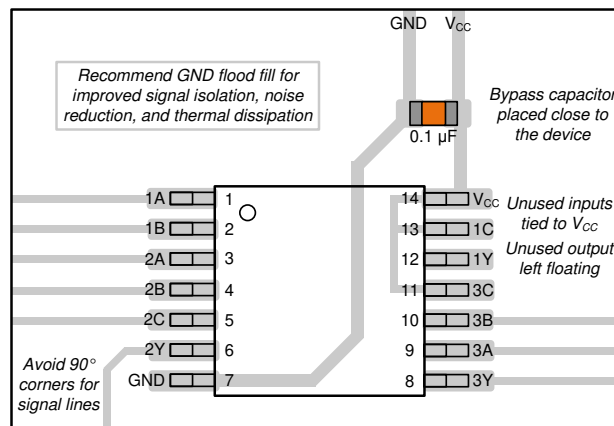 GND VCC
Recommend GND flood fill for
improved signal isolation, noise
reduction, and thermal dissipation
Bypass capacitor
placed close to
the device
0.1 µF
1A 1 14 VCC
1B 2 13 1C
2A 3 12 1Y
2B 4 11 3C
2C 5 10 3B
2Y 6 9 3A
GND 7 8 3Y
Unused inputs
tied to VCC
Unused output
left floating
Avoid 90°
corners for
signal lines